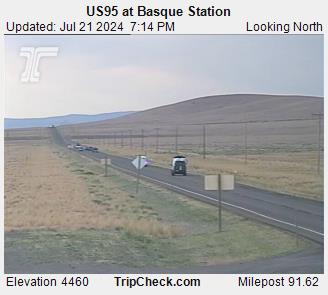 US95 at Basque Station
Updated: Jul 21 2024 7:14 PM Looking North
Elevation 4460 TripCheck.com Milepost 91.62